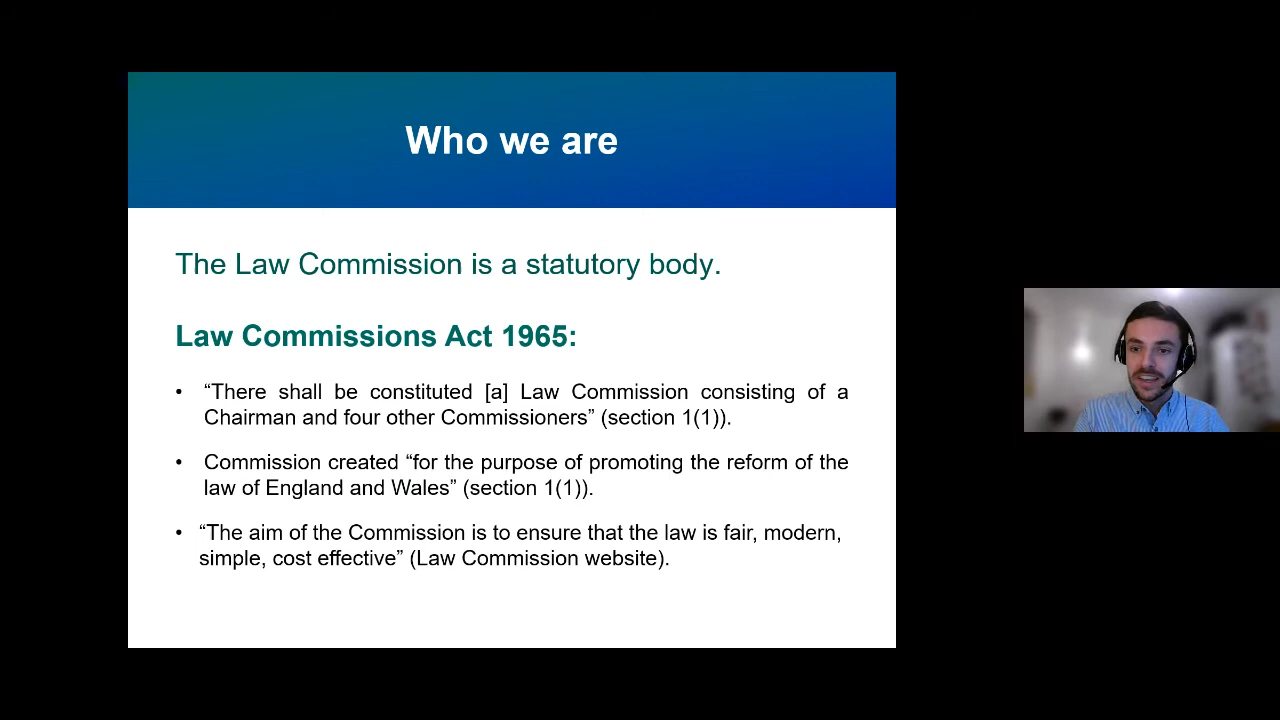 Who we are
The Law Commission is a statutory body.
Law Commissions Act 1965:
• “There shall be constituted [a] Law Commission consisting of a
Chairman and four other Commissioners” (section 1(1)).
• Commission created “for the purpose of promoting the reform of the
law of England and Wales” (section 1(1)).
• “The aim of the Commission is to ensure that the law is fair, modern,
simple, cost effective” (Law Commission website).